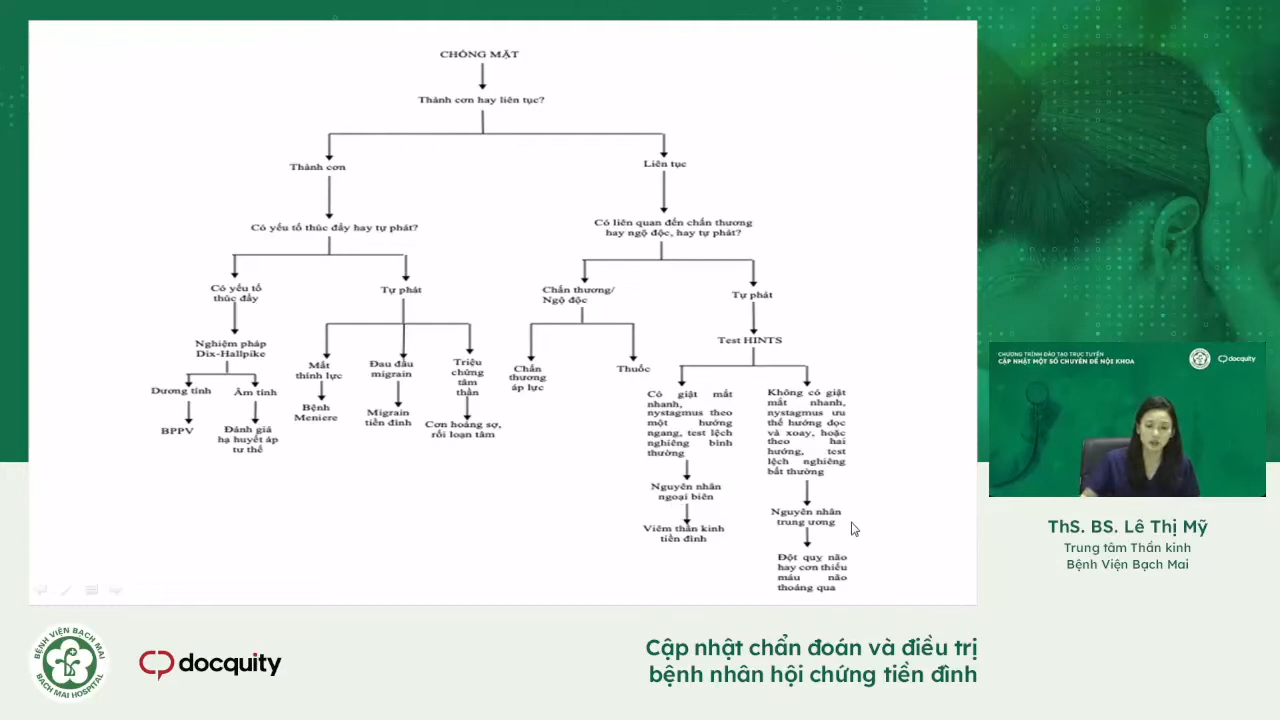 CHÓNG MẶT
Thành cơn hay liên tục?
Thành cơn
Liên tục
Có yếu tố thúc đẩy hay tự phát?
Có liên quan đến chấn thương
hay ngộ độc, hay tự phát?
Có yếu tố
thúc đẩy
Tự phát
Chấn thương/
Ngộ độc
Tự phát
Nghiệm pháp
Dix-Hallpike
Test HINTS
Dương tính
Âm tính
BPPV
Đánh giá
hạ huyết áp
tư thế
Mất
thính lực
Bệnh
Meniere
Đau đầu
migrain
Migrain
tiền đình
Triệu
chứng
tâm
thần
Cơn hoảng sợ,
rối loạn tâm
Chấn
thương
áp lực
Thuốc
Có giật mắt
nhanh,
nystagmus theo
một hướng
ngang, test lệch
nghiêng bình
thường
Nguyên nhân
ngoại biên
Viêm thần kinh
tiền đình
Không có giật
mắt nhanh,
nystagmus ưu
thế hướng dọc
và xoay, hoặc
theo hai
hướng, test
lệch nghiêng
bất thường
Nguyên nhân
trung ương
Đột quỵ não
hay cơn thiếu
máu não
thoáng qua
CHƯƠNG TRÌNH ĐÀO TẠO TRỰC TUYẾN
CẬP NHẬT MỘT SỐ CHUYÊN ĐỀ NỘI KHOA
docquity
ThS. BS. Lê Thị Mỹ
Trung tâm Thần kinh
Bệnh Viện Bạch Mai
BỆNH VIỆN BẠCH MAI
BACH MAI HOSPITAL
docquity
Cập nhật chẩn đoán và điều trị
bệnh nhân hội chứng tiền đình